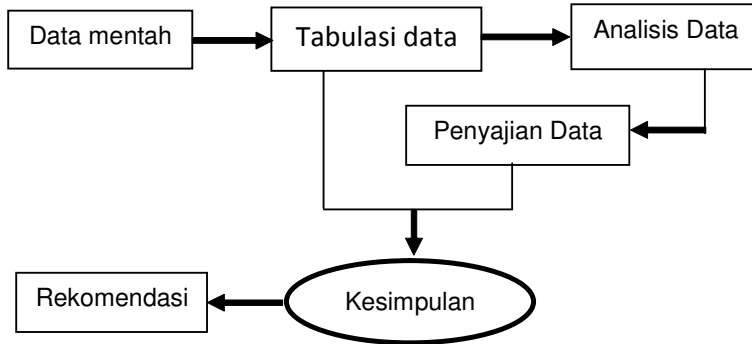 Data mentah
Tabulasi data
Analisis Data
Penyajian Data
Kesimpulan
Rekomendasi